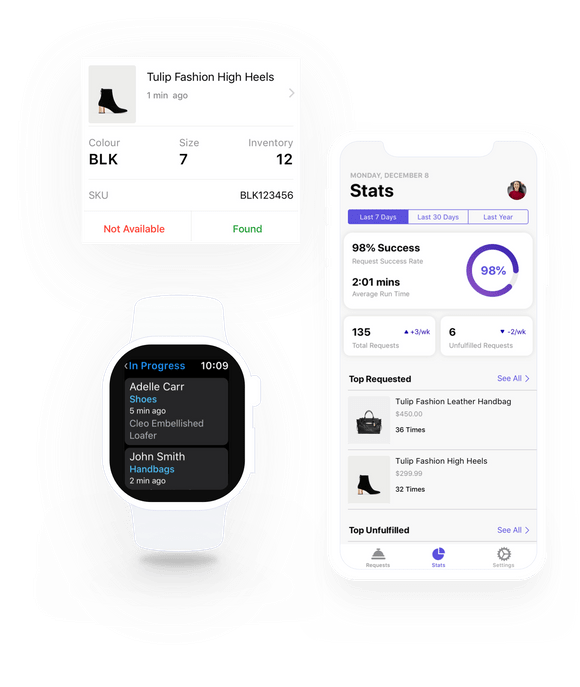 Tulip Fashion High Heels
1 min ago
Colour Size Inventory
BLK 7 12
SKU BLK123456
Not Available Found
In Progress 10:09
Adelle Carr
Shoes
5 min ago
Cleo Embellished
Loafer
John Smith
Handbags
2 min ago
MONDAY, DECEMBER 8
Stats
Last 7 Days Last 30 Days Last Year
98% Success
Request Success Rate
98%
2:01 mins
Average Run Time
135 +3/wk
Total Requests
6 -2/wk
Unfulfilled Requests
Top Requested See All
Tulip Fashion Leather Handbag
$450.00
36 Times
Tulip Fashion High Heels
$299.99
32 Times
Top Unfulfilled See All
Requests Stats Settings